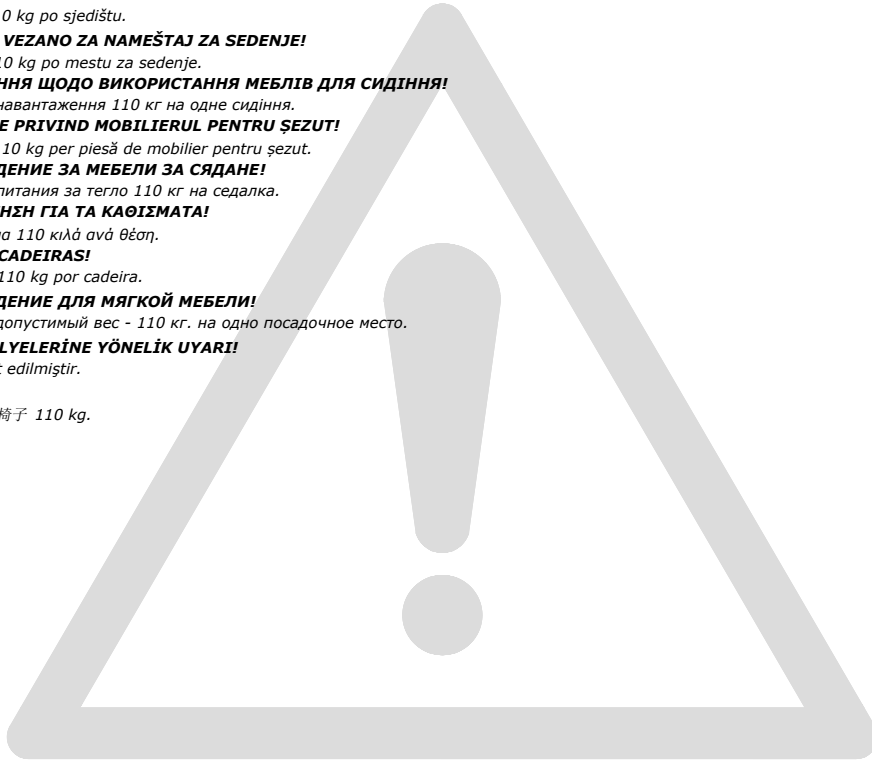 0 kg po sjedištu.
VEZANO ZA NAMEŠTAJ ZA SEDENJE!
10 kg po mestu za sedenje.
ННЯ ЩОДО ВИКОРИСТАННЯ МЕБЛІВ ДЛЯ СИДІННЯ!
навантаження 110 кг на одне сидіння.
E PRIVIND MOBILIERUL PENTRU ȘEZUT!
110 kg per piesă de mobilier pentru șezut.
ДЕНИЕ ЗА МЕБЕЛИ ЗА СЯДАНЕ!
питания за тегло 110 кг на седалка.
ΗΣΗ ΓΙΑ ΤΑ ΚΑΘΙΣΜΑΤΑ!
α 110 κιλά ανά θέση.
CADEIRAS!
110 kg por cadeira.
ДЕНИЕ ДЛЯ МЯГКОЙ МЕБЕЛИ!
допустимый вес - 110 кг. на одно посадочное место.
LYELERİNE YÖNELİK UYARI!
t edilmiştir.
椅子 110 kg.